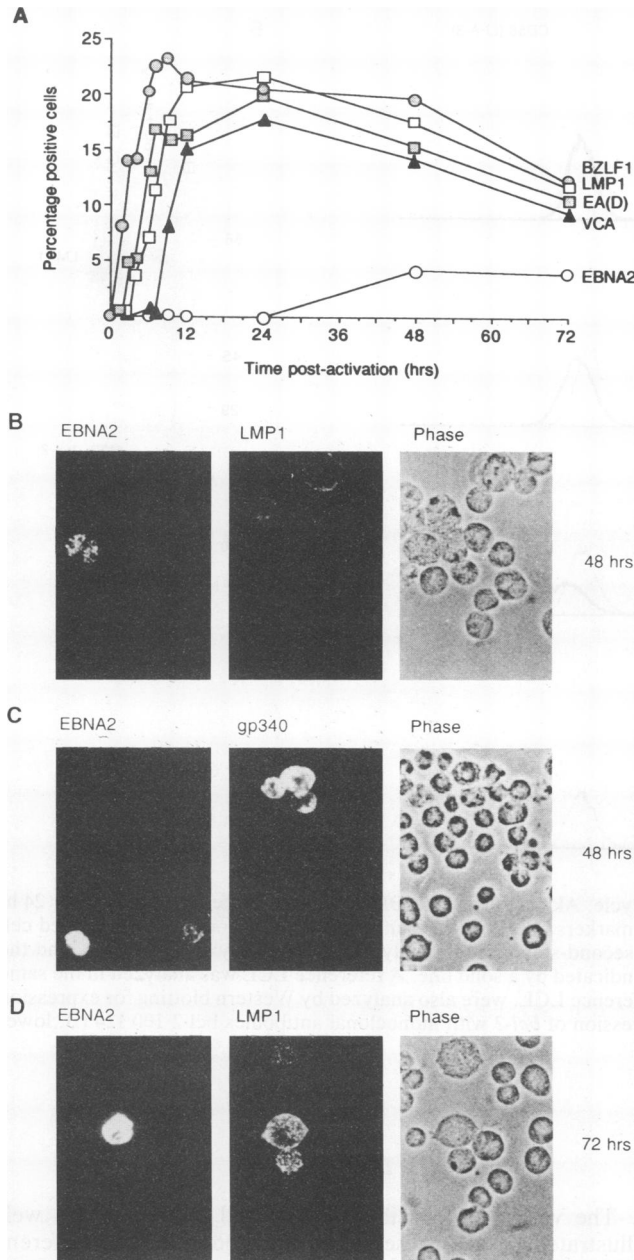 A
Percentage positive cells
25
20
15
10
5
0 12 24 36 48 60 72
Time post-activation (hrs)
BZLF1
LMP1
EA(D)
VCA
EBNA2
B
EBNA2 LMP1 Phase
48 hrs
C
EBNA2 gp340 Phase
48 hrs
D
EBNA2 LMP1 Phase
72 hrs